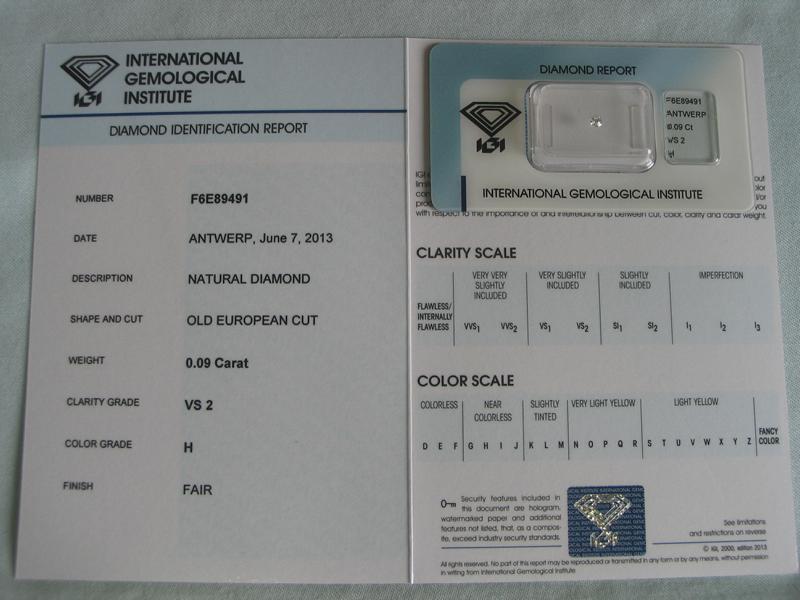 INTERNATIONAL
GEMOLOGICAL
INSTITUTE
IGI
DIAMOND IDENTIFICATION REPORT
NUMBER F6E89491
DATE ANTWERP, June 7, 2013
DESCRIPTION NATURAL DIAMOND
SHAPE AND CUT OLD EUROPEAN CUT
WEIGHT 0.09 Carat
CLARITY GRADE VS 2
COLOR GRADE H
FINISH FAIR
DIAMOND REPORT
IGI
F6E89491
ANTWERP
0.09 Ct
VS 2
H
INTERNATIONAL GEMOLOGICAL INSTITUTE
with respect to the importance of and interrelationship between cut, color, clarity and carat weight.
CLARITY SCALE
FLAWLESS/
INTERNALLY
FLAWLESS
VERY VERY
SLIGHTLY
INCLUDED
VERY SLIGHTLY
INCLUDED
SLIGHTLY
INCLUDED
IMPERFECTION
VVS1 VVS2 VS1 VS2 SI1 SI2 I1 I2 I3
COLOR SCALE
COLORLESS
NEAR
COLORLESS
SLIGHTLY
TINTED
VERY LIGHT YELLOW
LIGHT YELLOW
D E F G H I J K L M N O P Q R S T U V W X Y Z
FANCY
COLOR
Security features included in
this document are hologram,
watermarked paper and additional
features not listed, that, as a compos-
ite, exceed industry security standards.
See limitations
and restrictions on reverse
© IGI, 2000, edition 2013
All rights reserved. No part of this report may be reproduced or transmitted in any form or by any means, without permission
in writing from International Gemological Institute